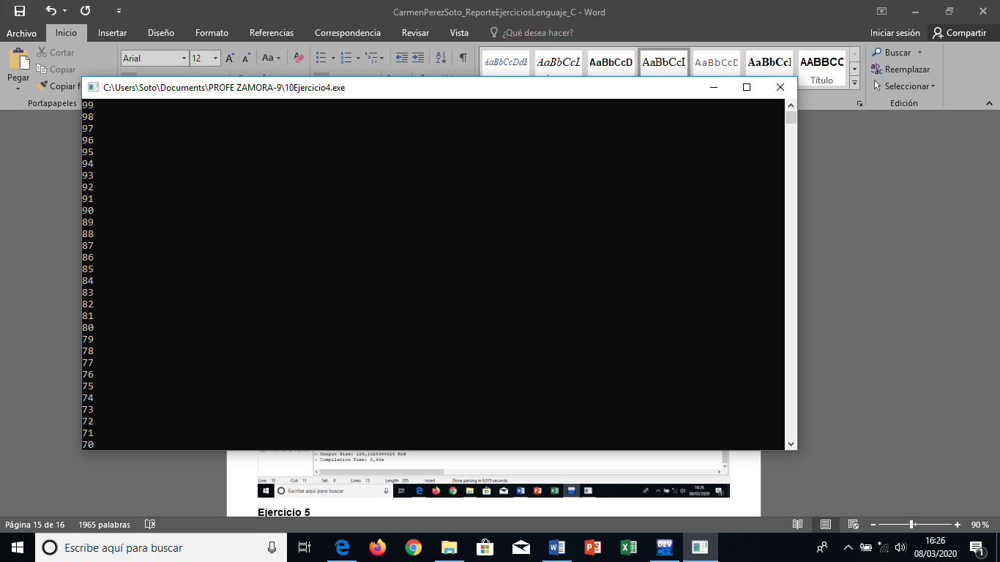 CarmenPerezSoto_ReporteEjerciciosLenguaje_C - Word
Archivo Inicio Insertar Diseño Formato Referencias Correspondencia Revisar Vista ¿Qué desea hacer? Iniciar sesión Compartir
Pegar
Cortar
Copiar
Copiar f
Portapapeles
Arial 12
Aa
AaBbCcDdE AaBbCcL AaBbCcD AaBbCcI AaBbCcD AaBbCcI AABBCC
Título
Buscar
Reemplazar
Seleccionar
Edición
C:\Users\Soto\Documents\PROFE ZAMORA-9\10Ejercicio4.exe
99
98
97
96
95
94
93
92
91
90
89
88
87
86
85
84
83
82
81
80
79
78
77
76
75
74
73
72
71
70
- Output Size: 128,1025390625 KiB
- Compilation Time: 0,44s
Line: 13 Col: 11 Sel: 0 Lines: 13 Length: 205 Insert Done parsing in 0,015 seconds
Escribe aquí para buscar
16:26
08/03/2020
Ejercicio 5
Página 15 de 16 1965 palabras 90 %
Escribe aquí para buscar
DEV
16:26
08/03/2020
1